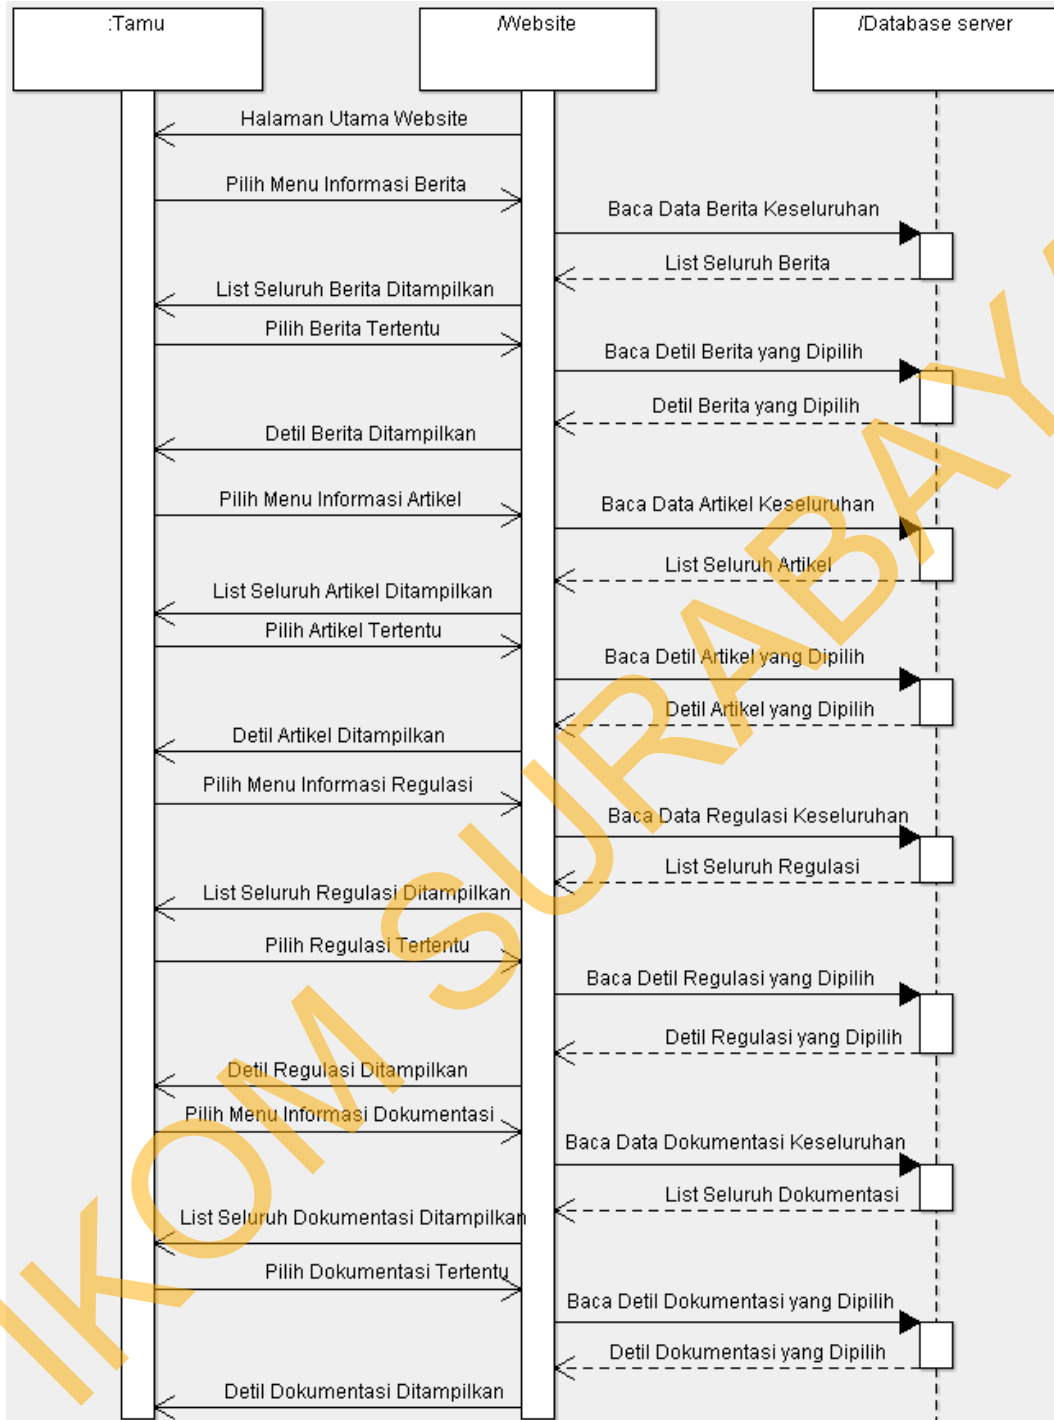 :Tamu
/Website
/Database server
Halaman Utama Website
Pilih Menu Informasi Berita
Baca Data Berita Keseluruhan
List Seluruh Berita
List Seluruh Berita Ditampilkan
Pilih Berita Tertentu
Baca Detil Berita yang Dipilih
Detil Berita yang Dipilih
Detil Berita Ditampilkan
Pilih Menu Informasi Artikel
Baca Data Artikel Keseluruhan
List Seluruh Artikel
List Seluruh Artikel Ditampilkan
Pilih Artikel Tertentu
Baca Detil Artikel yang Dipilih
Detil Artikel yang Dipilih
Detil Artikel Ditampilkan
Pilih Menu Informasi Regulasi
Baca Data Regulasi Keseluruhan
List Seluruh Regulasi
List Seluruh Regulasi Ditampilkan
Pilih Regulasi Tertentu
Baca Detil Regulasi yang Dipilih
Detil Regulasi yang Dipilih
Detil Regulasi Ditampilkan
Pilih Menu Informasi Dokumentasi
Baca Data Dokumentasi Keseluruhan
List Seluruh Dokumentasi
List Seluruh Dokumentasi Ditampilkan
Pilih Dokumentasi Tertentu
Baca Detil Dokumentasi yang Dipilih
Detil Dokumentasi yang Dipilih
Detil Dokumentasi Ditampilkan
IKOM SURABAYA